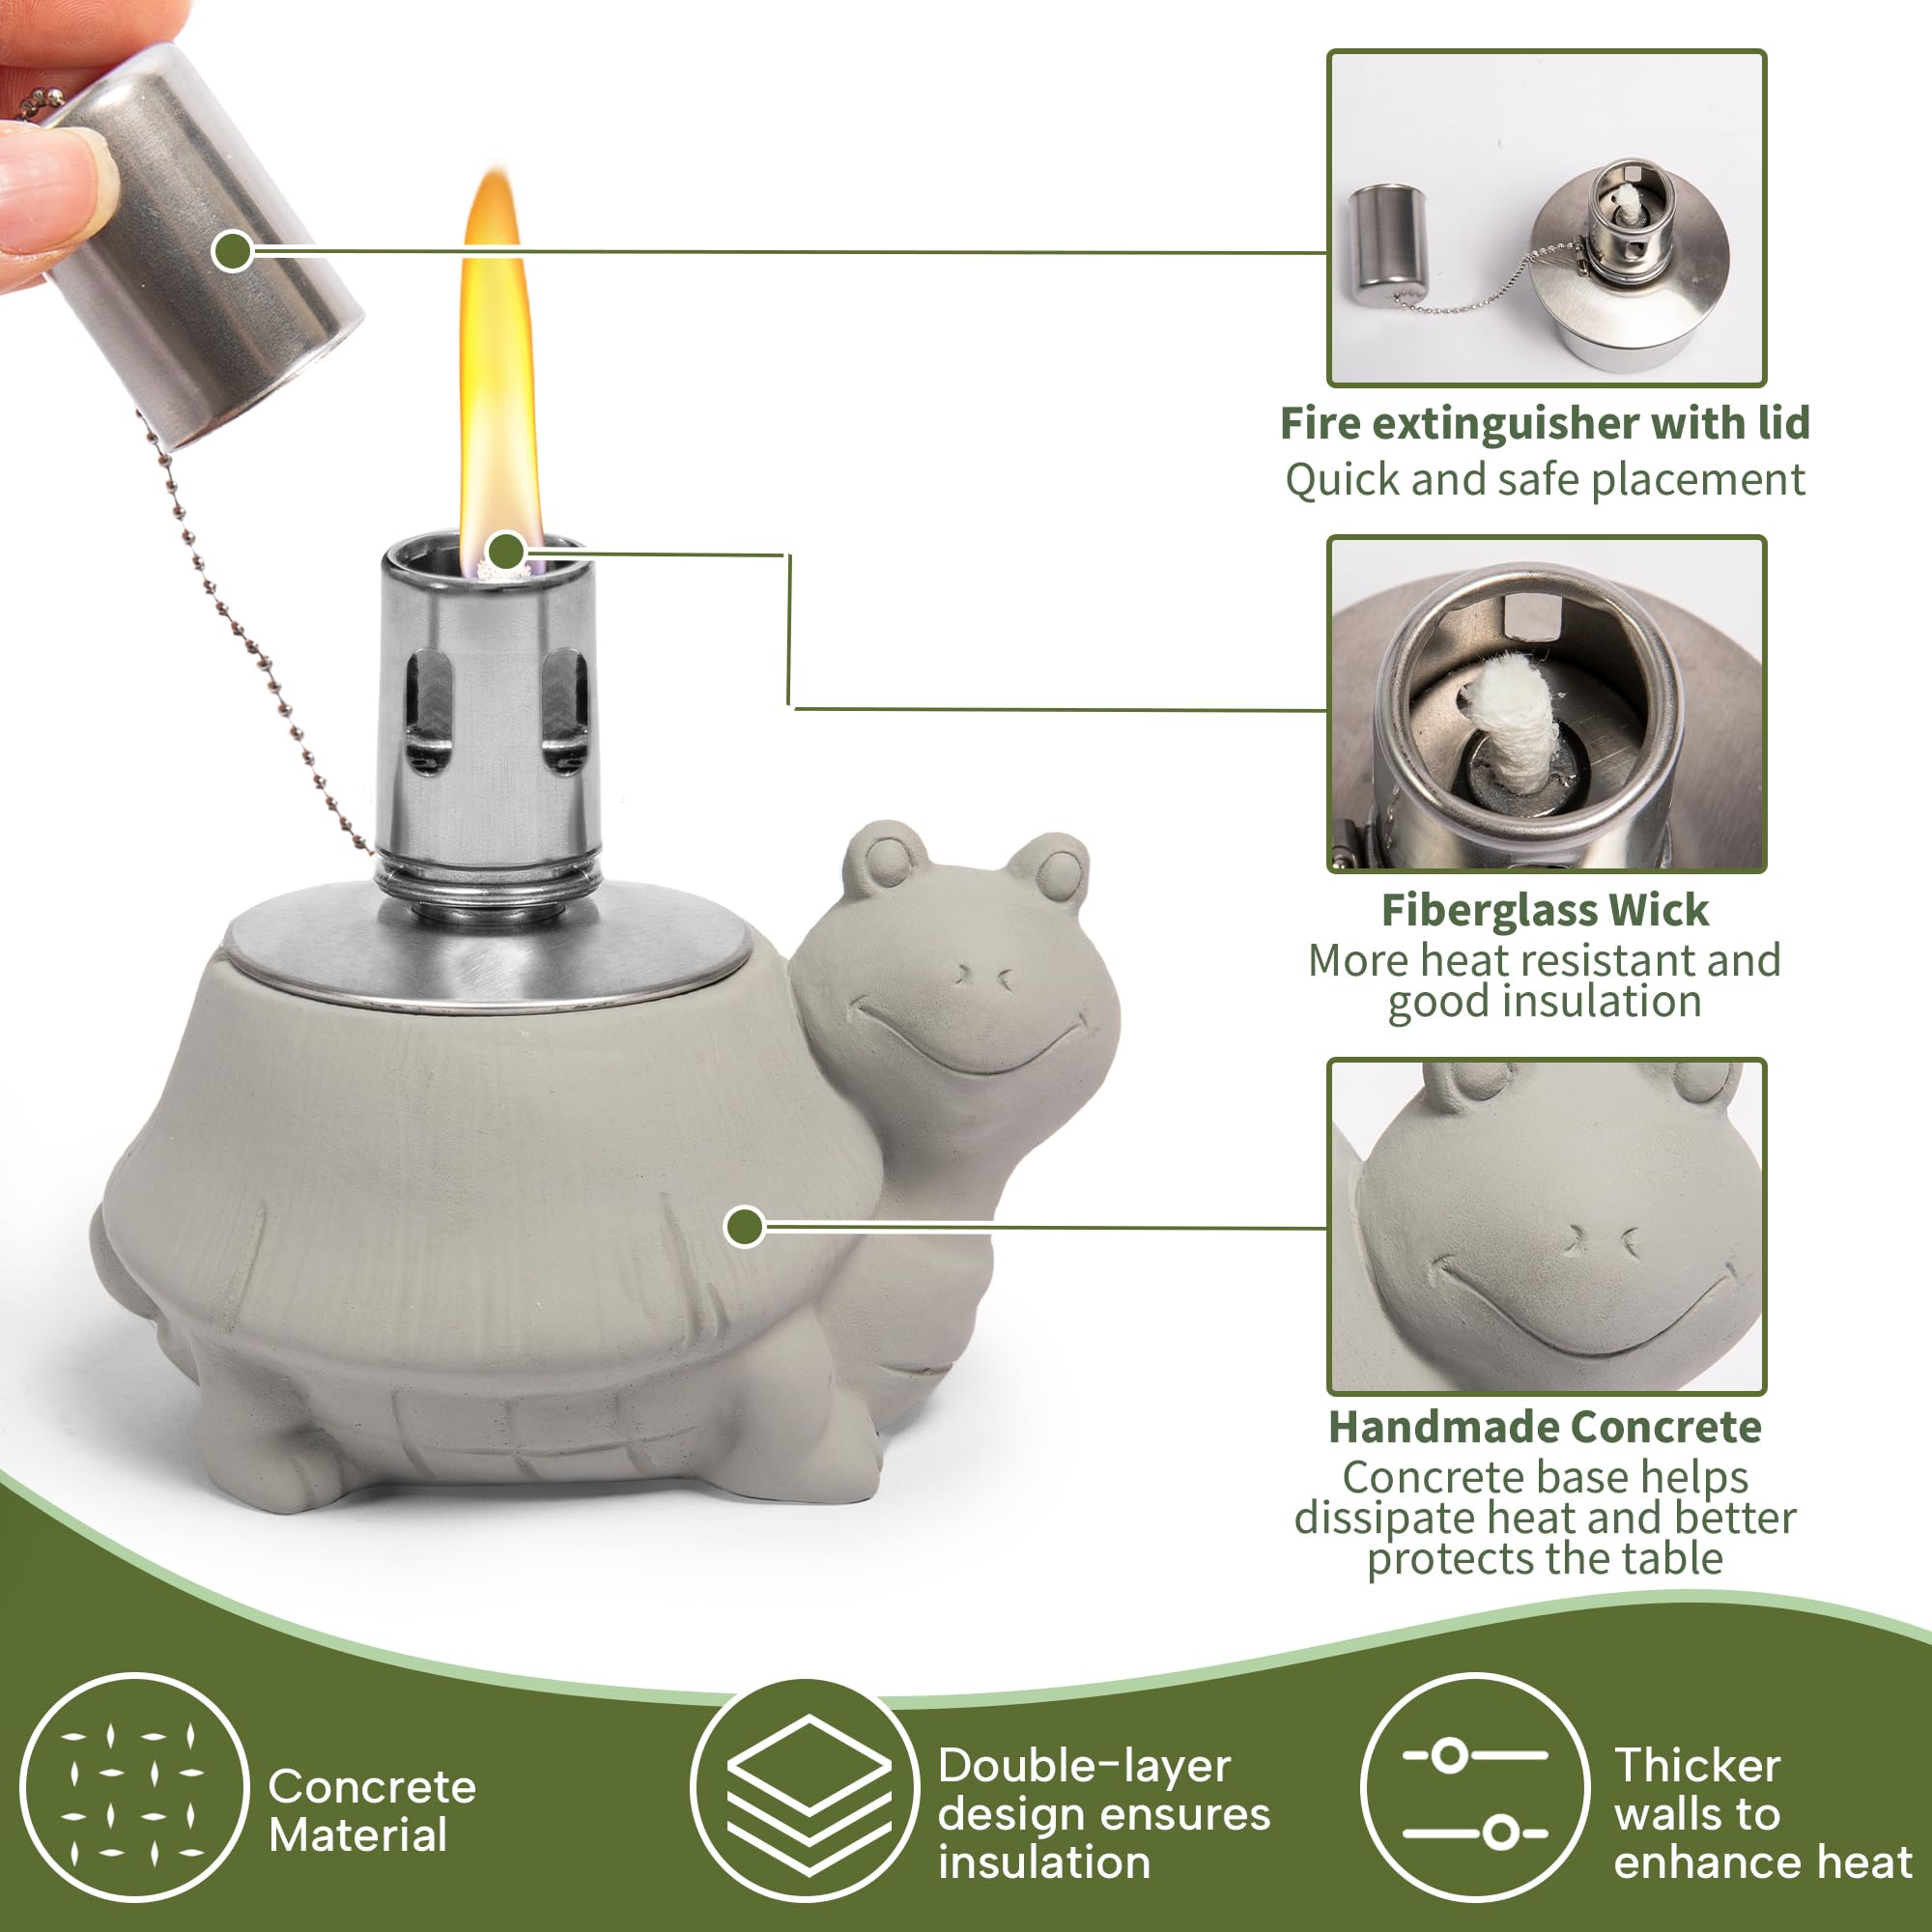 Fire extinguisher with lid
Quick and safe placement
Fiberglass Wick
More heat resistant and
good insulation
Handmade Concrete
Concrete base helps
dissipate heat and better
protects the table
Concrete
Material
Double-layer
design ensures
insulation
Thicker
walls to
enhance heat